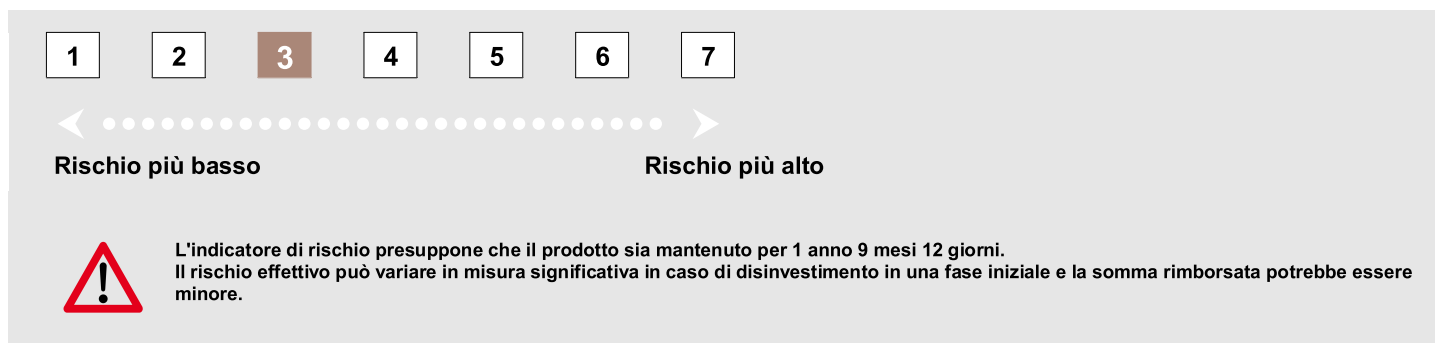 1 2 3 4 5 6 7
Rischio più basso Rischio più alto
L'indicatore di rischio presuppone che il prodotto sia mantenuto per 1 anno 9 mesi 12 giorni.
Il rischio effettivo può variare in misura significativa in caso di disinvestimento in una fase iniziale e la somma rimborsata potrebbe essere
minore.